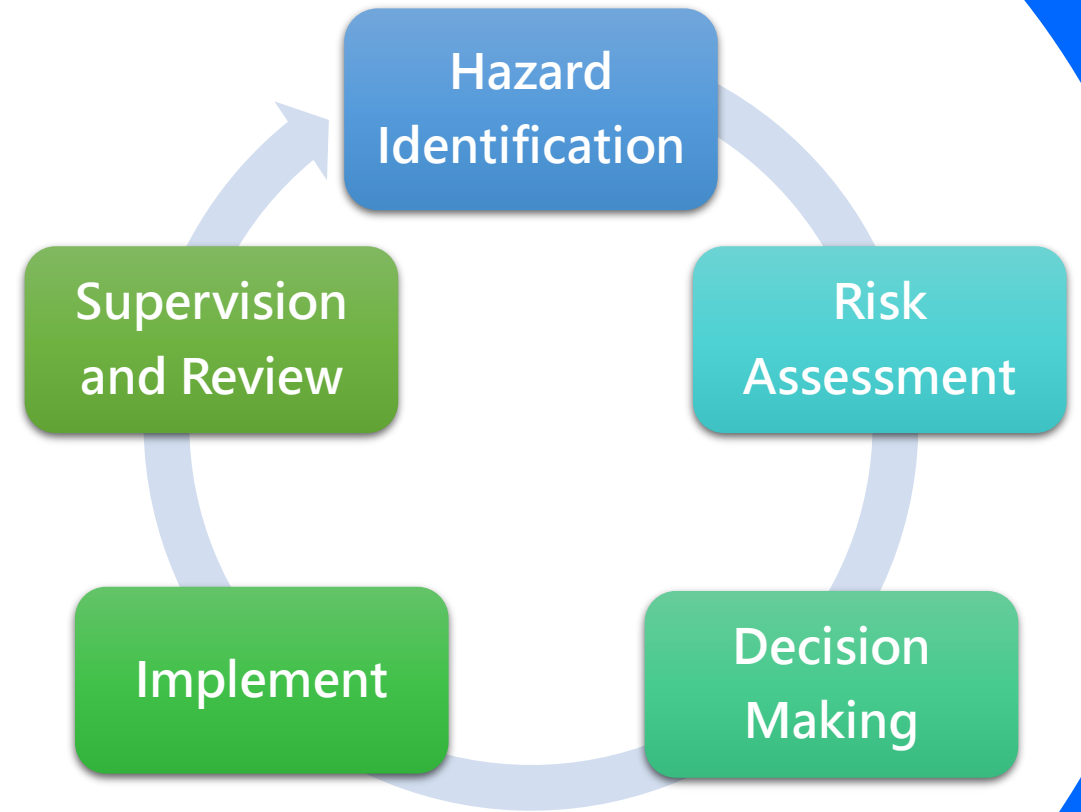 Hazard
Identification
Risk
Assessment
Decision
Making
Implement
Supervision
and Review